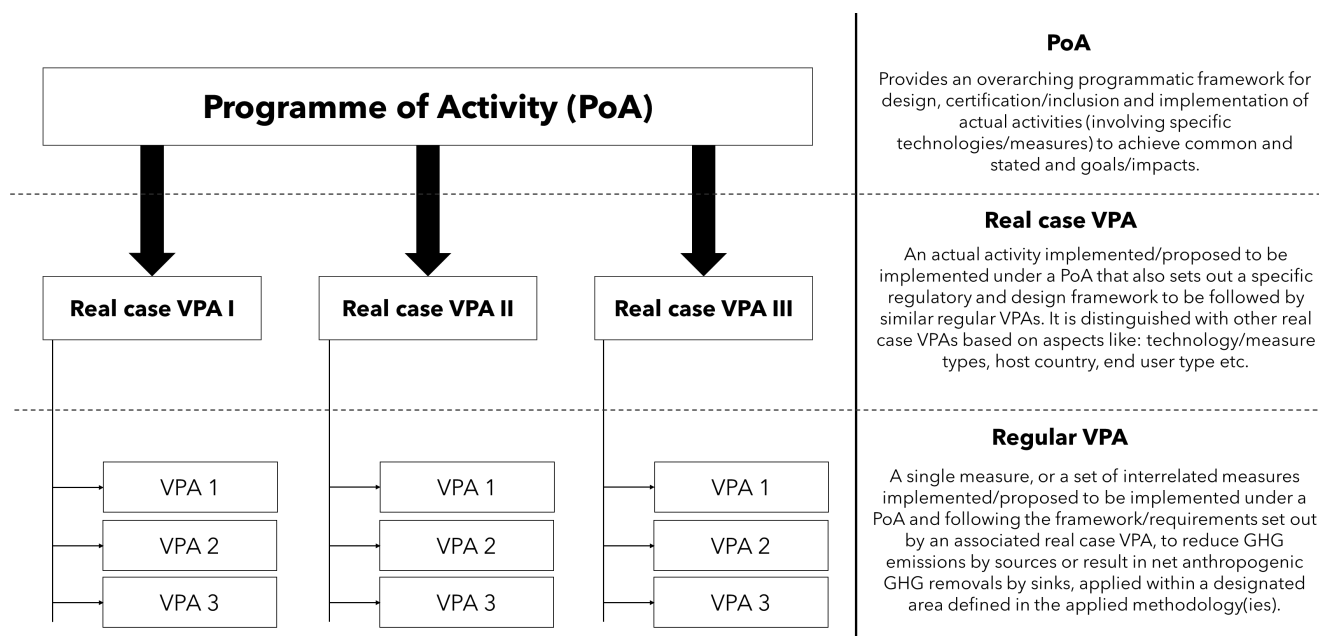 Programme of Activity (PoA)
PoA
Provides an overarching programmatic framework for
design, certification/inclusion and implementation of
actual activities (involving specific
technologies/measures) to achieve common and
stated and goals/impacts.
Real case VPA I
Real case VPA II
Real case VPA III
Real case VPA
An actual activity implemented/proposed to be
implemented under a PoA that also sets out a specific
regulatory and design framework to be followed by
similar regular VPAs. It is distinguished with other real
case VPAs based on aspects like: technology/measure
types, host country, end user type etc.
VPA 1
VPA 2
VPA 3
VPA 1
VPA 2
VPA 3
VPA 1
VPA 2
VPA 3
Regular VPA
A single measure, or a set of interrelated measures
implemented/proposed to be implemented under a
PoA and following the framework/requirements set out
by an associated real case VPA, to reduce GHG
emissions by sources or result in net anthropogenic
GHG removals by sinks, applied within a designated
area defined in the applied methodology(ies).